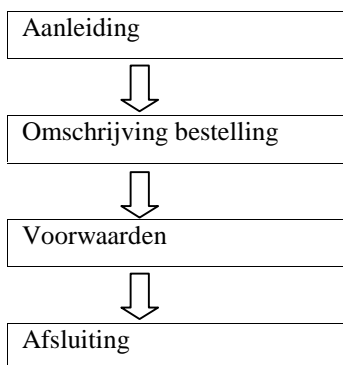 Aanleiding
Omschrijving bestelling
Voorwaarden
Afsluiting